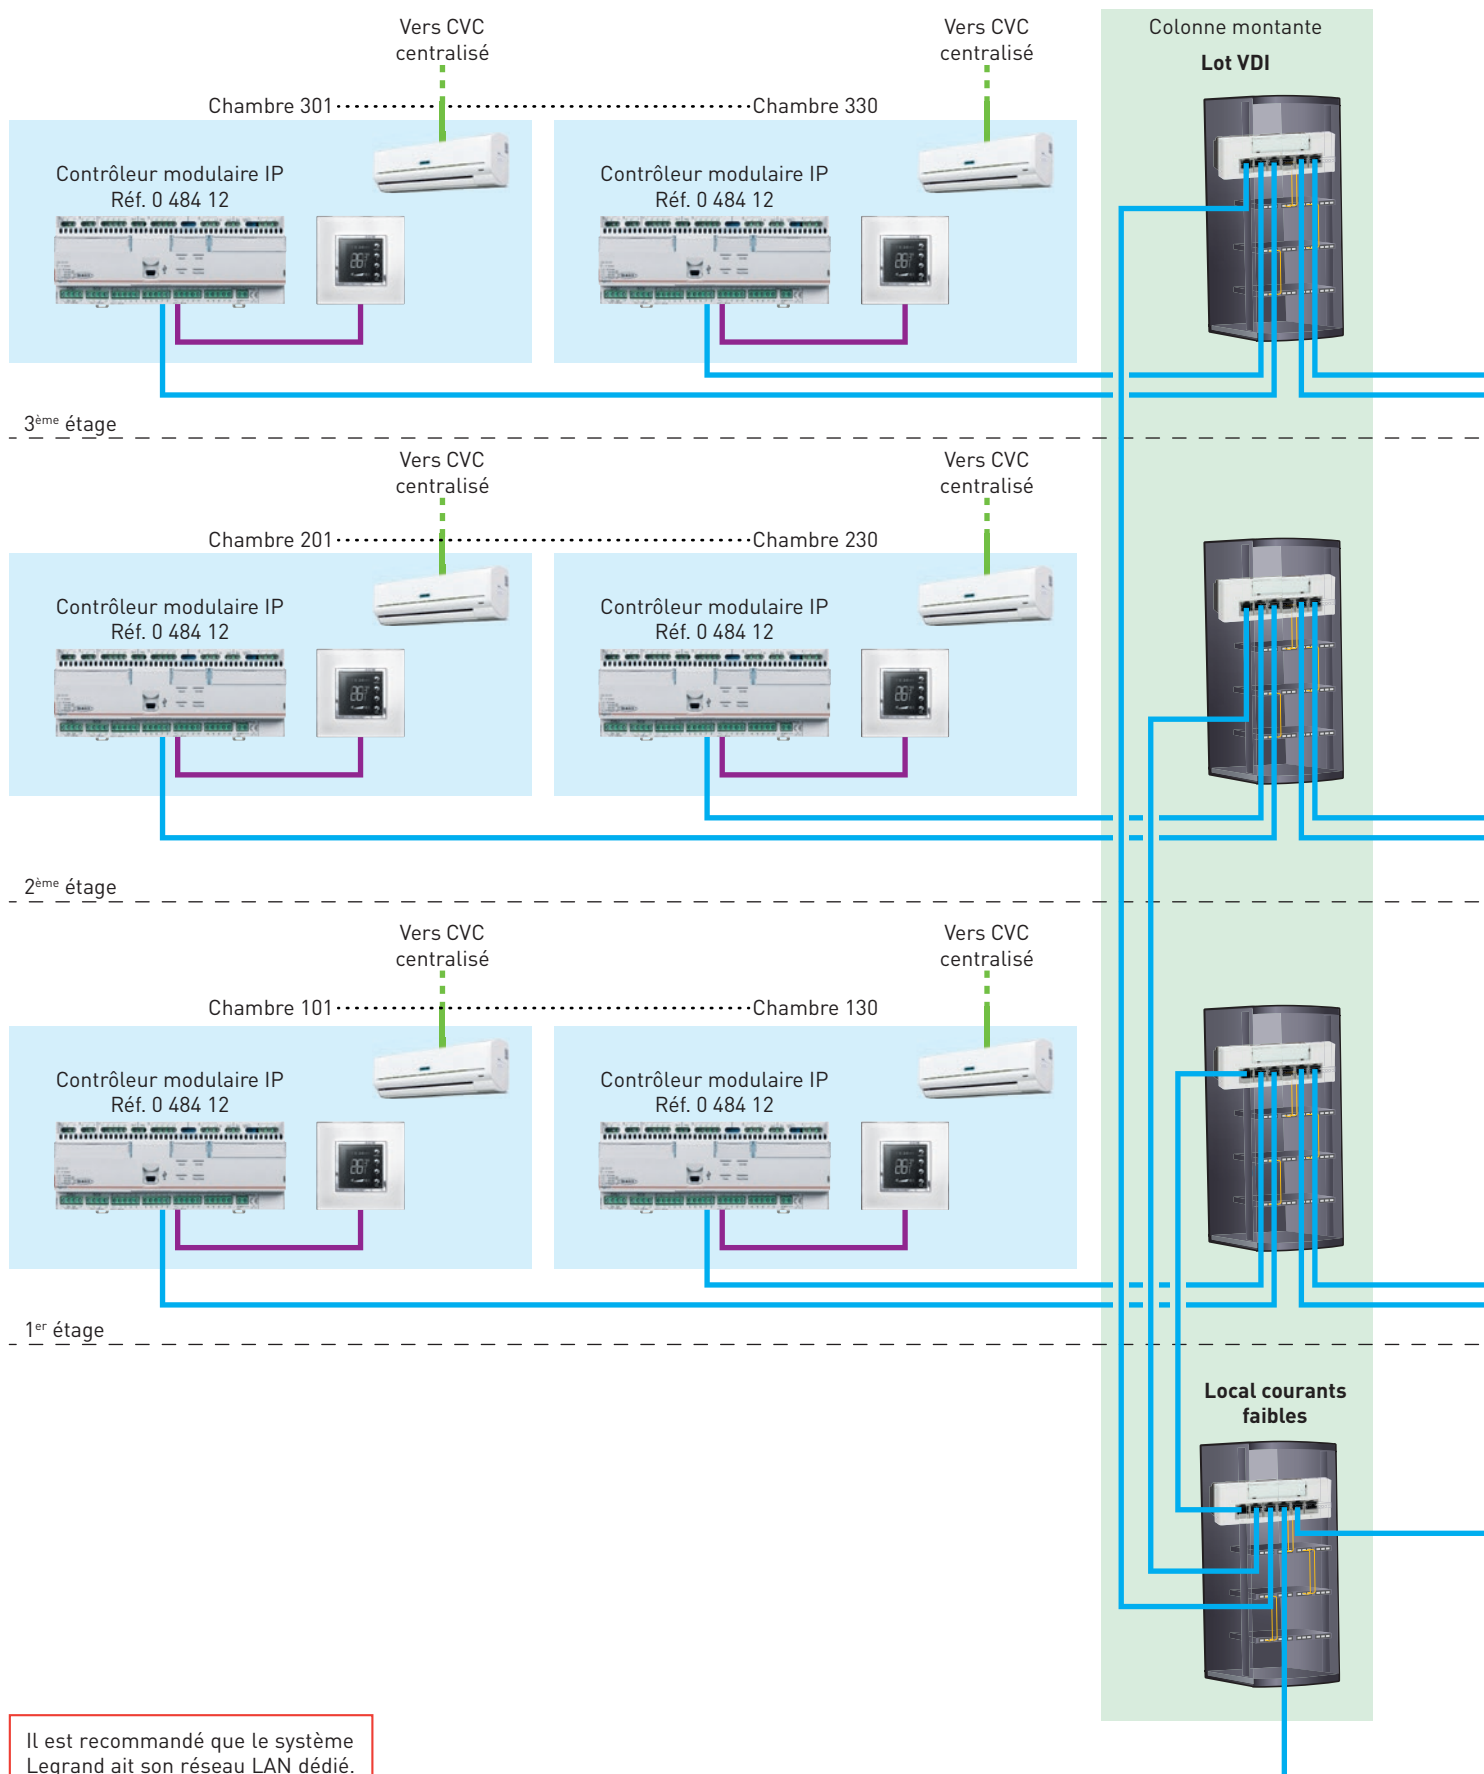 Vers CVC
centralisé
Vers CVC
centralisé
Colonne montante
Lot VDI
Chambre 301
Chambre 330
Contrôleur modulaire IP
Réf. 0 484 12
Contrôleur modulaire IP
Réf. 0 484 12
3ème étage
Vers CVC
centralisé
Vers CVC
centralisé
Chambre 201
Chambre 230
Contrôleur modulaire IP
Réf. 0 484 12
Contrôleur modulaire IP
Réf. 0 484 12
2ème étage
Vers CVC
centralisé
Vers CVC
centralisé
Chambre 101
Chambre 130
Contrôleur modulaire IP
Réf. 0 484 12
Contrôleur modulaire IP
Réf. 0 484 12
1er étage
Local courants
faibles
Il est recommandé que le système
Legrand ait son réseau LAN dédié.